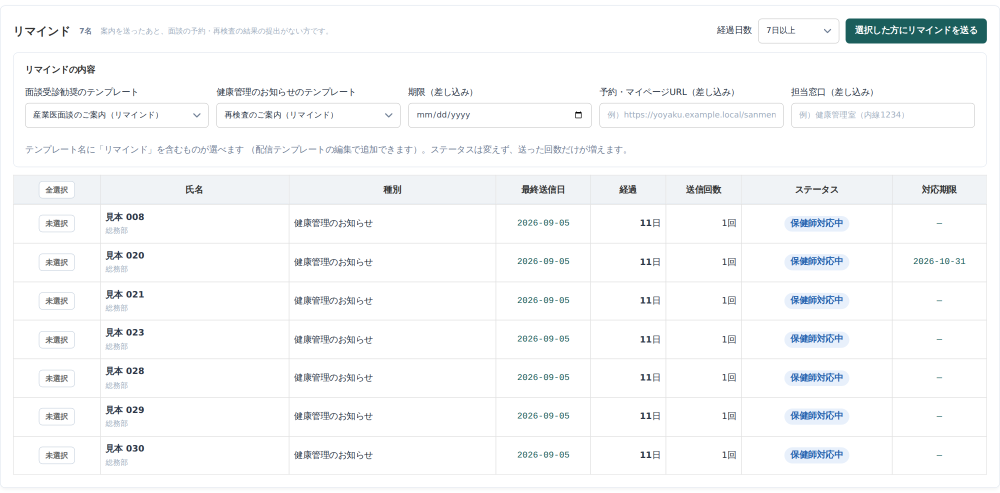 リマインド 7名 案内を送ったあと、面談の予約・再検査の結果の提出がない方です。 経過日数 7日以上 選択した方にリマインドを送る
リマインドの内容
面談受診勧奨のテンプレート 健康管理のお知らせのテンプレート 期限（差し込み） 予約・マイページURL（差し込み） 担当窓口（差し込み）
産業医面談のご案内（リマインド） 再検査のご案内（リマインド） mm/dd/yyyy 例）https://yoyaku.example.local/sanmen 例）健康管理室（内線1234）
テンプレート名に「リマインド」を含むものが選べます （配信テンプレートの編集で追加できます）。ステータスは変えず、送った回数だけが増えます。
全選択 氏名 種別 最終送信日 経過 送信回数 ステータス 対応期限
未選択 見本 008 健康管理のお知らせ 2026-09-05 11日 1回 保健師対応中 —
総務部
未選択 見本 020 健康管理のお知らせ 2026-09-05 11日 1回 保健師対応中 2026-10-31
総務部
未選択 見本 021 健康管理のお知らせ 2026-09-05 11日 1回 保健師対応中 —
総務部
未選択 見本 023 健康管理のお知らせ 2026-09-05 11日 1回 保健師対応中 —
総務部
未選択 見本 028 健康管理のお知らせ 2026-09-05 11日 1回 保健師対応中 —
総務部
未選択 見本 029 健康管理のお知らせ 2026-09-05 11日 1回 保健師対応中 —
総務部
未選択 見本 030 健康管理のお知らせ 2026-09-05 11日 1回 保健師対応中 —
総務部